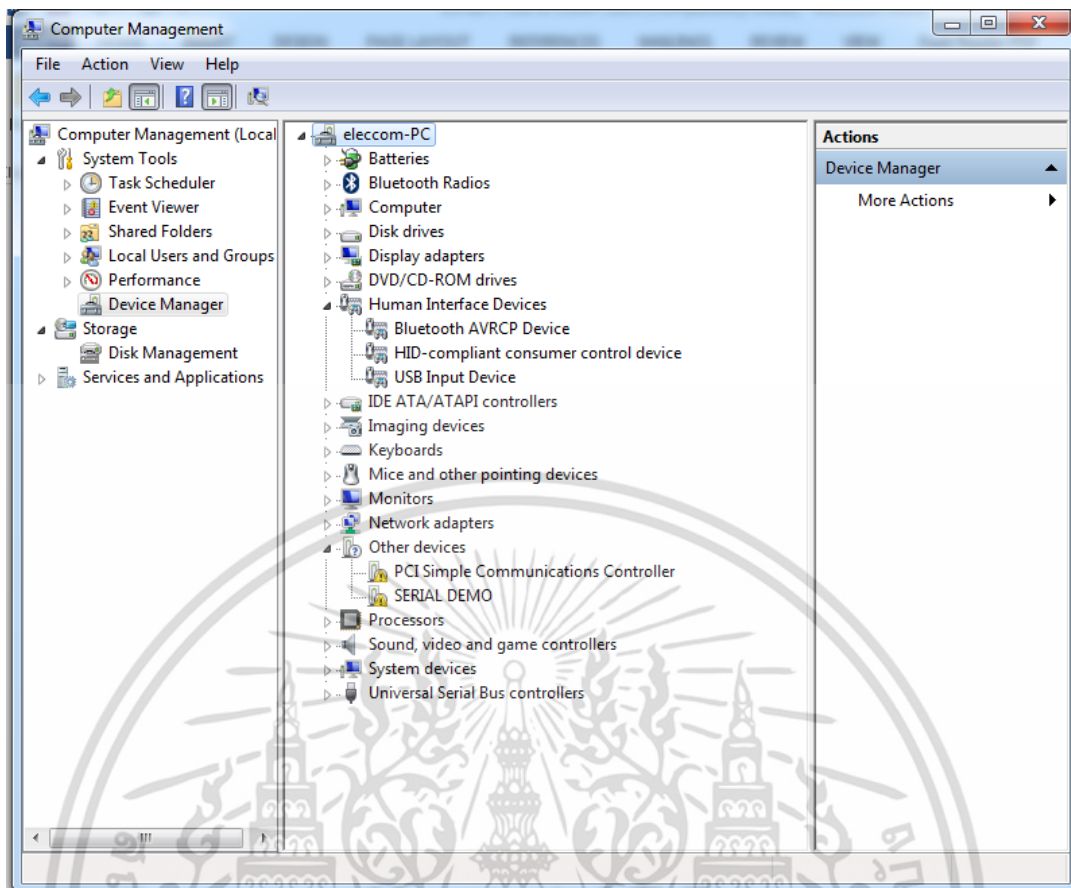 Computer Management
File Action View Help
Computer Management (Local
System Tools
Task Scheduler
Event Viewer
Shared Folders
Local Users and Groups
Performance
Device Manager
Storage
Disk Management
Services and Applications
eleccom-PC
Batteries
Bluetooth Radios
Computer
Disk drives
Display adapters
DVD/CD-ROM drives
Human Interface Devices
Bluetooth AVRCP Device
HID-compliant consumer control device
USB Input Device
IDE ATA/ATAPI controllers
Imaging devices
Keyboards
Mice and other pointing devices
Monitors
Network adapters
Other devices
PCI Simple Communications Controller
SERIAL DEMO
Processors
Sound, video and game controllers
System devices
Universal Serial Bus controllers
Actions
Device Manager
More Actions